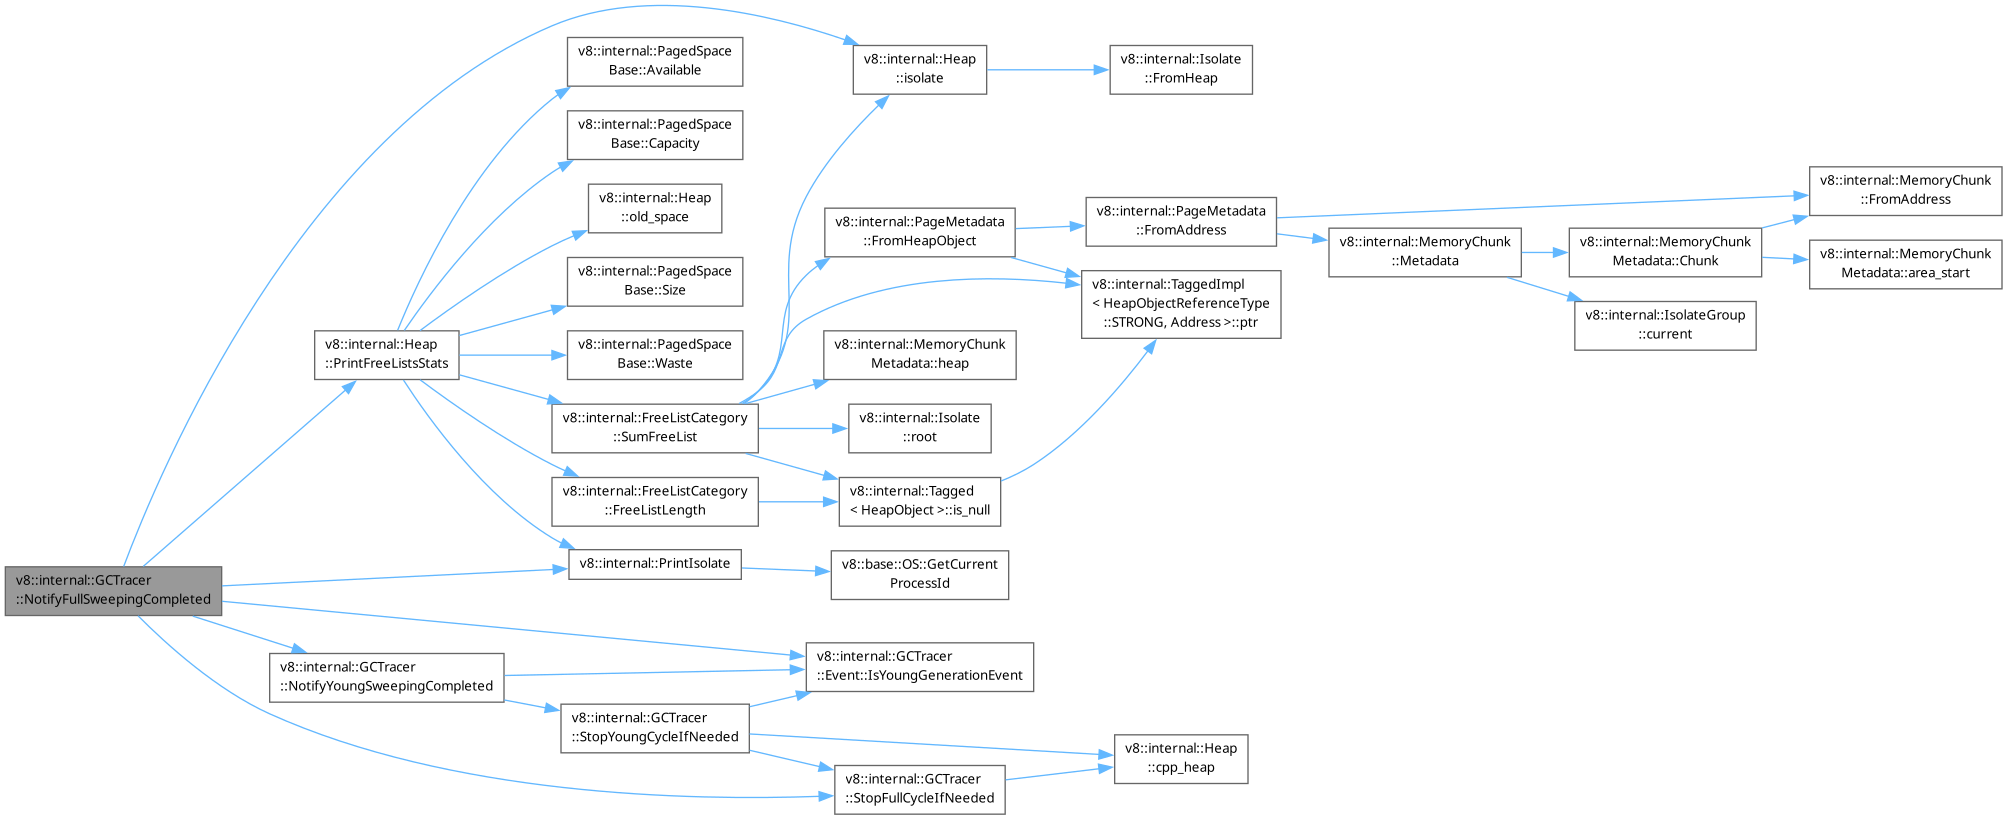 v8::internal::GCTracer
::NotifyFullSweepingCompleted
v8::internal::Heap
::PrintFreeListsStats
v8::internal::GCTracer
::NotifyYoungSweepingCompleted
v8::internal::PagedSpace
Base::Available
v8::internal::PagedSpace
Base::Capacity
v8::internal::Heap
::old_space
v8::internal::PagedSpace
Base::Size
v8::internal::PagedSpace
Base::Waste
v8::internal::FreeListCategory
::SumFreeList
v8::internal::FreeListCategory
::FreeListLength
v8::internal::PrintIsolate
v8::internal::GCTracer
::StopYoungCycleIfNeeded
v8::internal::Heap
::isolate
v8::internal::PageMetadata
::FromHeapObject
v8::internal::MemoryChunk
Metadata::heap
v8::internal::Isolate
::root
v8::internal::Tagged
< HeapObject >::is_null
v8::base::OS::GetCurrent
ProcessId
v8::internal::GCTracer
::Event::IsYoungGenerationEvent
v8::internal::GCTracer
::StopFullCycleIfNeeded
v8::internal::Isolate
::FromHeap
v8::internal::PageMetadata
::FromAddress
v8::internal::TaggedImpl
< HeapObjectReferenceType
::STRONG, Address >::ptr
v8::internal::Heap
::cpp_heap
v8::internal::MemoryChunk
::Metadata
v8::internal::MemoryChunk
Metadata::Chunk
v8::internal::IsolateGroup
::current
v8::internal::MemoryChunk
::FromAddress
v8::internal::MemoryChunk
Metadata::area_start